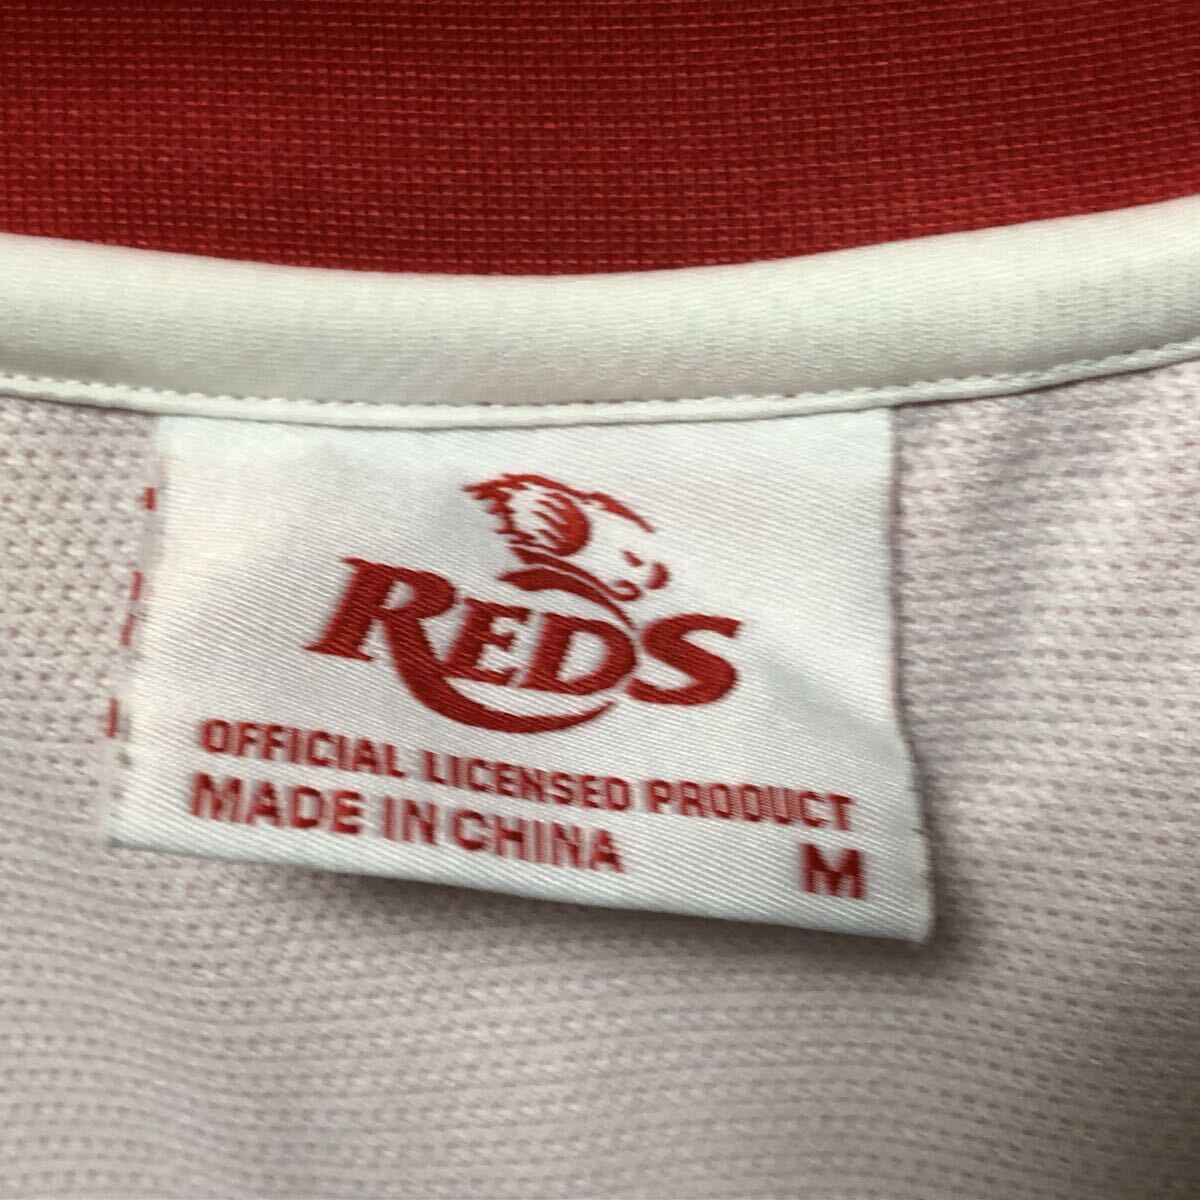 REDS
OFFICIAL LICENSED PRODUCT
MADE IN CHINA M